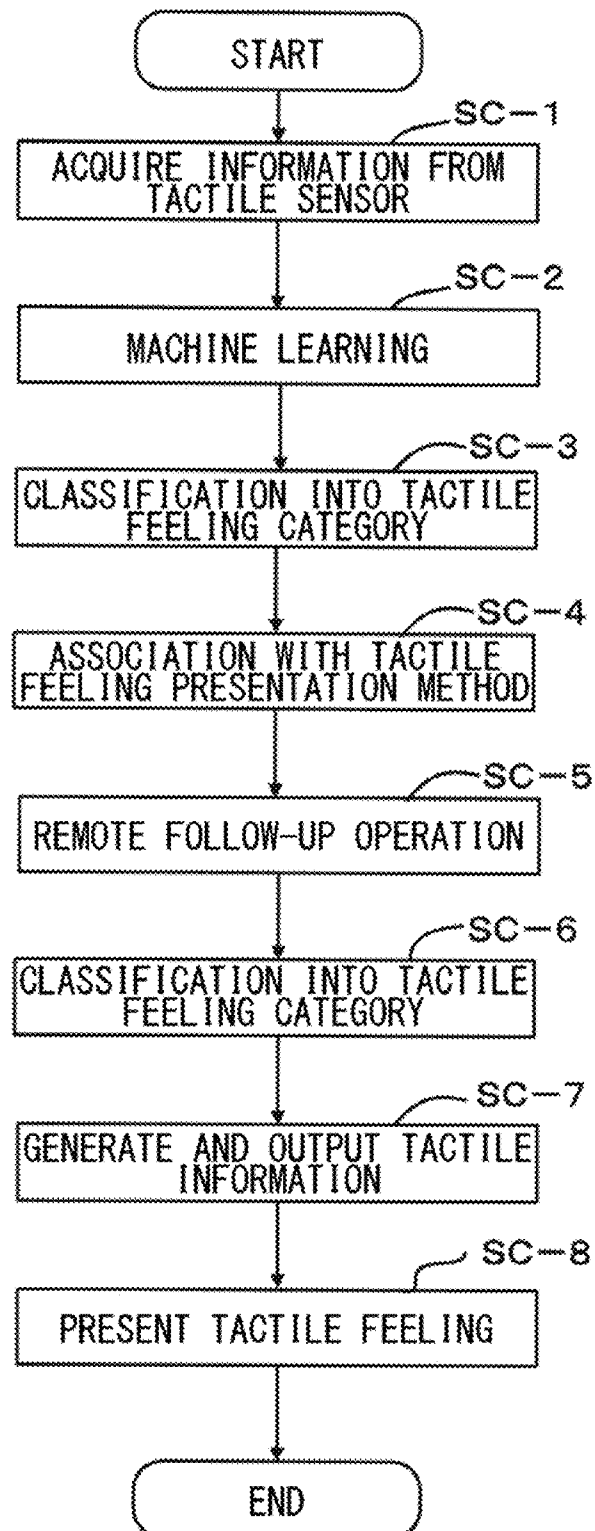 START
SC-1
ACQUIRE INFORMATION FROM
TACTILE SENSOR
SC-2
MACHINE LEARNING
SC-3
CLASSIFICATION INTO TACTILE
FEELING CATEGORY
SC-4
ASSOCIATION WITH TACTILE
FEELING PRESENTATION METHOD
SC-5
REMOTE FOLLOW-UP OPERATION
SC-6
CLASSIFICATION INTO TACTILE
FEELING CATEGORY
SC-7
GENERATE AND OUTPUT TACTILE
INFORMATION
SC-8
PRESENT TACTILE FEELING
END